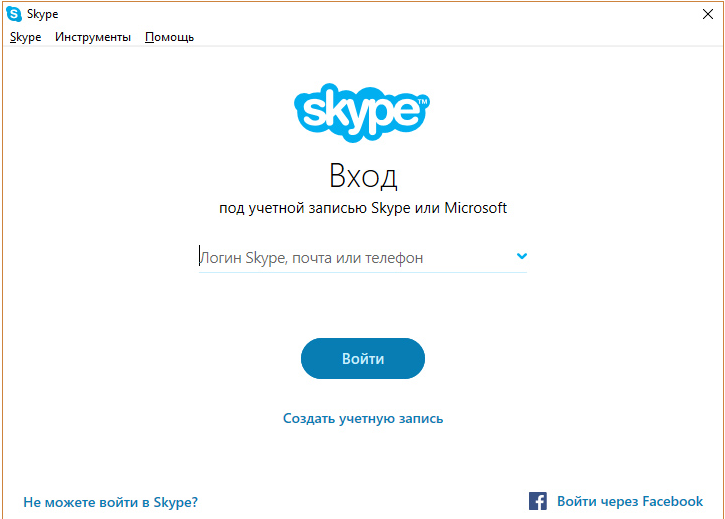 Skype
Skype Инструменты Помощь
skype™
Вход
под учетной записью Skype или Microsoft
Логин Skype, почта или телефон
Войти
Создать учетную запись
Не можете войти в Skype?
Войти через Facebook